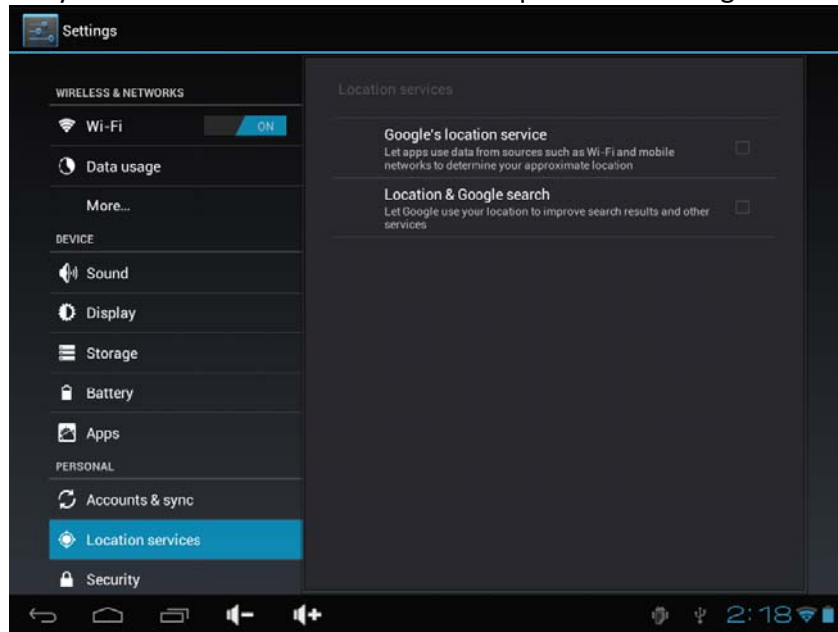 Settings
WIRELESS & NETWORKS
Wi-Fi
ON
Data usage
More...
DEVICE
Sound
Display
Storage
Battery
Apps
PERSONAL
Accounts & sync
Location services
Security
Location services
Google's location service
Let apps use data from sources such as Wi-Fi and mobile
networks to determine your approximate location
Location & Google search
Let Google use your location to improve search results and other
services
2:18